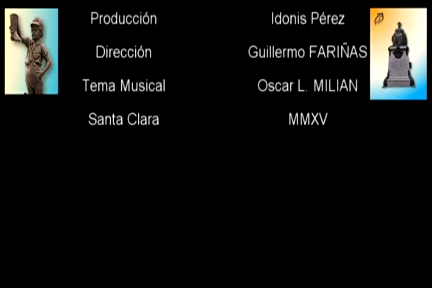 Producción Idonis Pérez
Dirección Guillermo FARIÑAS
Tema Musical Oscar L. MILIAN
Santa Clara MMXV